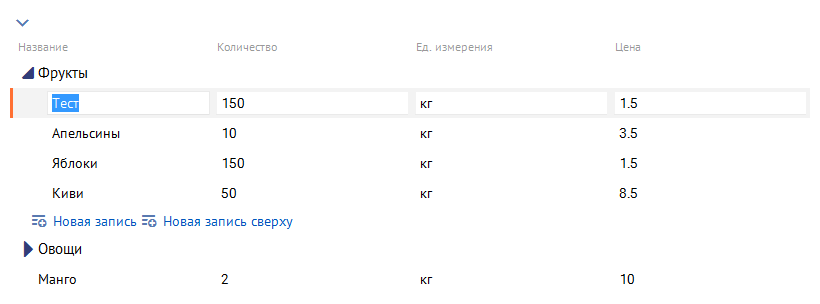 Название Количество Ед. измерения Цена
Фрукты
Тест 150 кг 1.5
Апельсины 10 кг 3.5
Яблоки 150 кг 1.5
Киви 50 кг 8.5
Новая запись Новая запись сверху
Овощи
Манго 2 кг 10